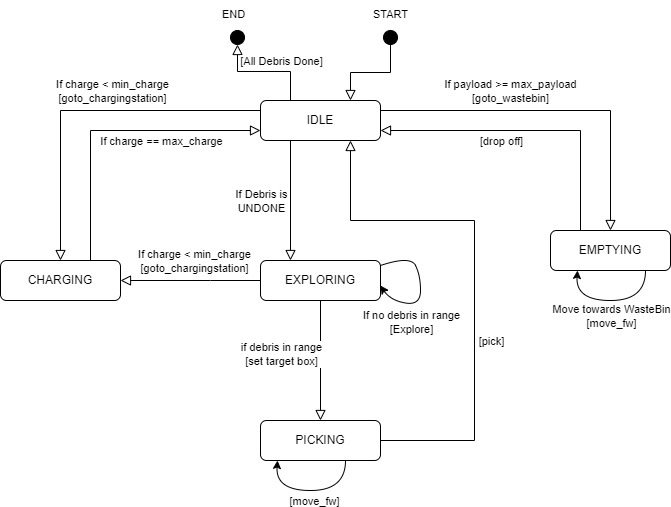 END
START
[All Debris Done]
If charge < min_charge
[goto_chargingstation]
If payload >= max_payload
[goto_wastebin]
IDLE
If charge == max_charge
[drop off]
If Debris is
UNDONE
EMPTYING
If charge < min_charge
[goto_chargingstation]
CHARGING
EXPLORING
If no debris in range
[Explore]
Move towards WasteBin
[move_fw]
if debris in range
[set target box]
[pick]
PICKING
[move_fw]